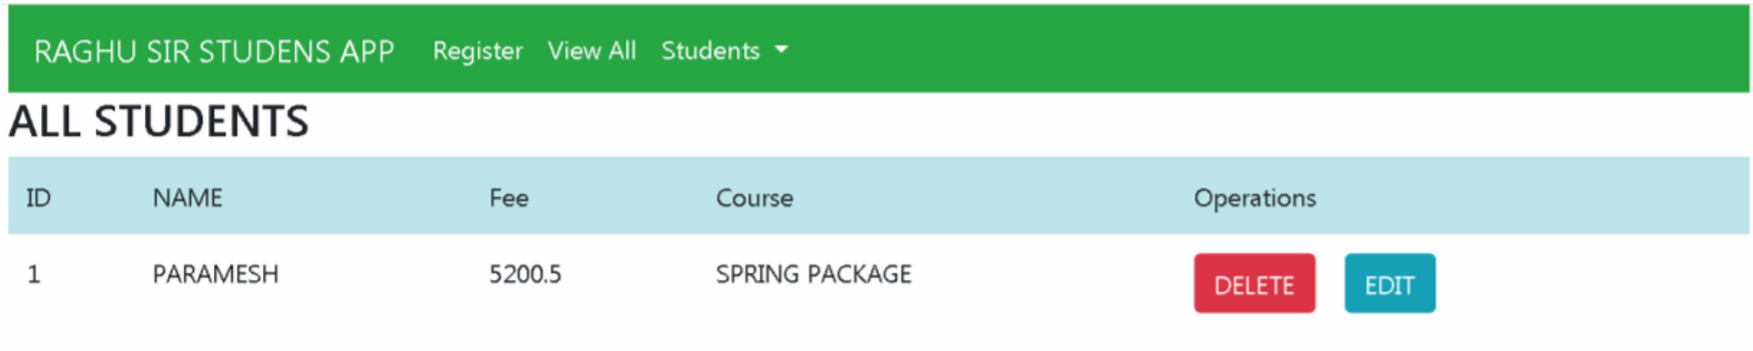 RAGHU SIR STUDENS APP Register View All Students
ALL STUDENTS
ID NAME Fee Course Operations
1 PARAMESH 5200.5 SPRING PACKAGE DELETE EDIT